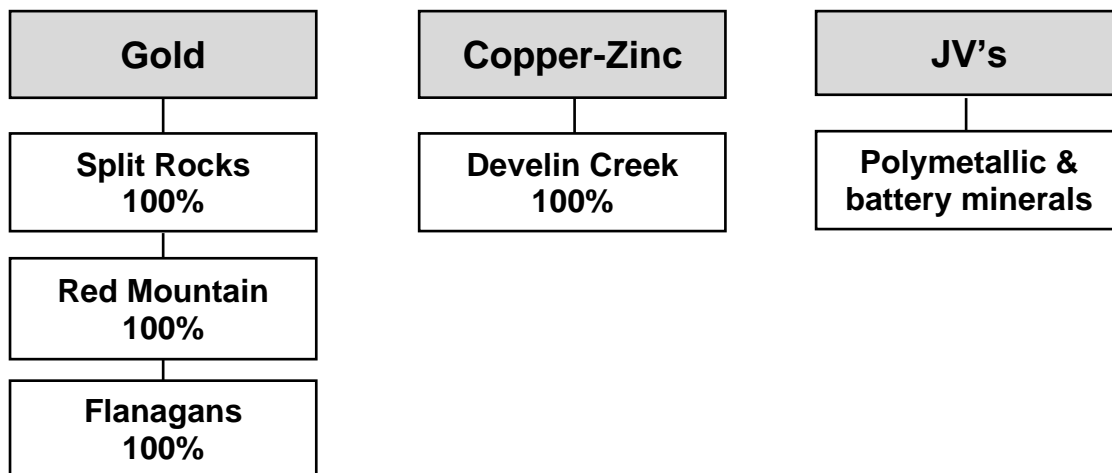 Gold
Split Rocks
100%
Red Mountain
100%
Flanagans
100%
Copper-Zinc
Develin Creek
100%
JV’s
Polymetallic &
battery minerals